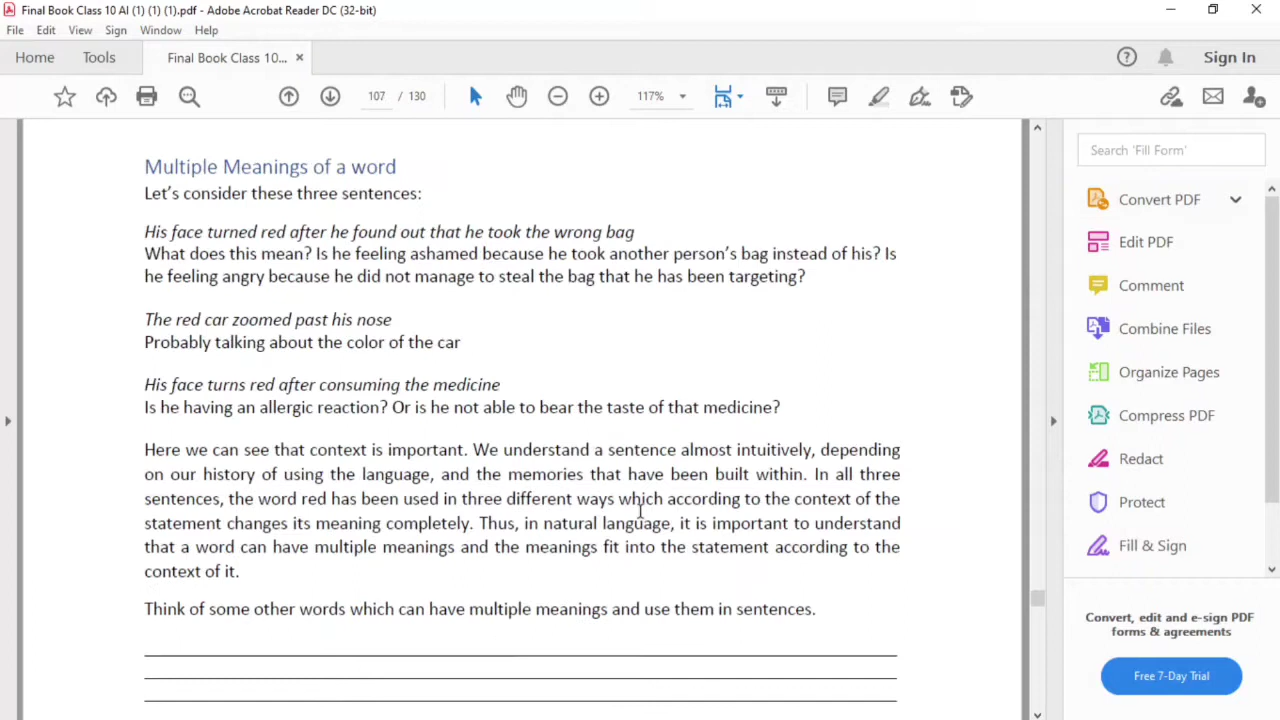 Final Book Class 10 AI (1) (1) (1).pdf - Adobe Acrobat Reader DC (32-bit)
File Edit View Sign Window Help
Home Tools Final Book Class 10... × Sign In
107 / 130 117%
Multiple Meanings of a word
Let's consider these three sentences:
His face turned red after he found out that he took the wrong bag
What does this mean? Is he feeling ashamed because he took another person's bag instead of his? Is
he feeling angry because he did not manage to steal the bag that he has been targeting?
The red car zoomed past his nose
Probably talking about the color of the car
His face turns red after consuming the medicine
Is he having an allergic reaction? Or is he not able to bear the taste of that medicine?
Here we can see that context is important. We understand a sentence almost intuitively, depending
on our history of using the language, and the memories that have been built within. In all three
sentences, the word red has been used in three different ways which according to the context of the
statement changes its meaning completely. Thus, in natural language, it is important to understand
that a word can have multiple meanings and the meanings fit into the statement according to the
context of it.
Think of some other words which can have multiple meanings and use them in sentences.
Search 'Fill Form'
Convert PDF
Edit PDF
Comment
Combine Files
Organize Pages
Compress PDF
Redact
Protect
Fill & Sign
Convert, edit and e-sign PDF
forms & agreements
Free 7-Day Trial